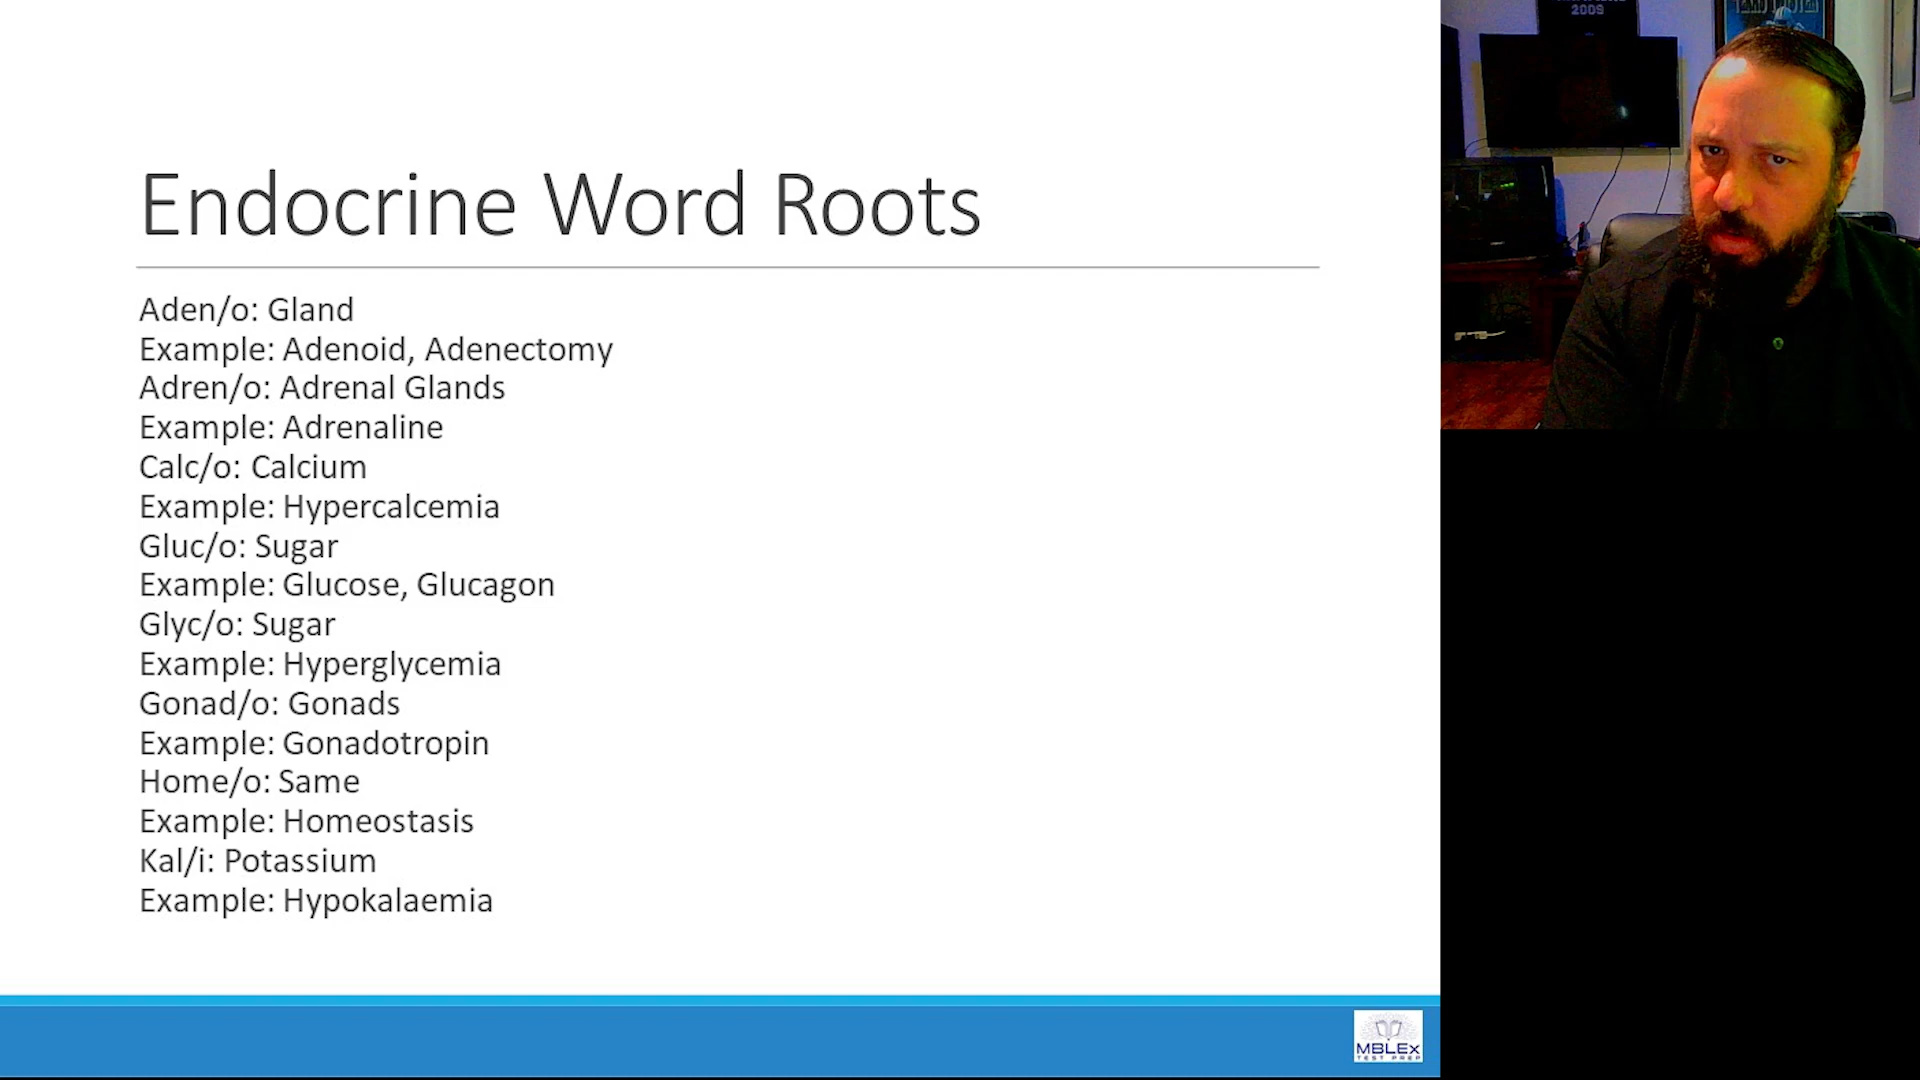 Endocrine Word Roots
Aden/o: Gland
Example: Adenoid, Adenectomy
Adren/o: Adrenal Glands
Example: Adrenaline
Calc/o: Calcium
Example: Hypercalcemia
Gluc/o: Sugar
Example: Glucose, Glucagon
Glyc/o: Sugar
Example: Hyperglycemia
Gonad/o: Gonads
Example: Gonadotropin
Home/o: Same
Example: Homeostasis
Kal/i: Potassium
Example: Hypokalaemia
MBLEx
TEST PREP
2009